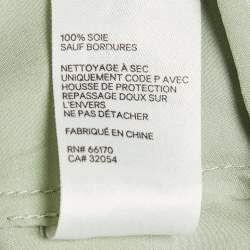 100% SOIE
SAUF BORDURES
NETTOYAGE À SEC
UNIQUEMENT CODE P AVEC
HOUSSE DE PROTECTION
REPASSAGE DOUX SUR
L'ENVERS
NE PAS DÉTACHER
FABRIQUÉ EN CHINE
RN# 66170
CA# 32054